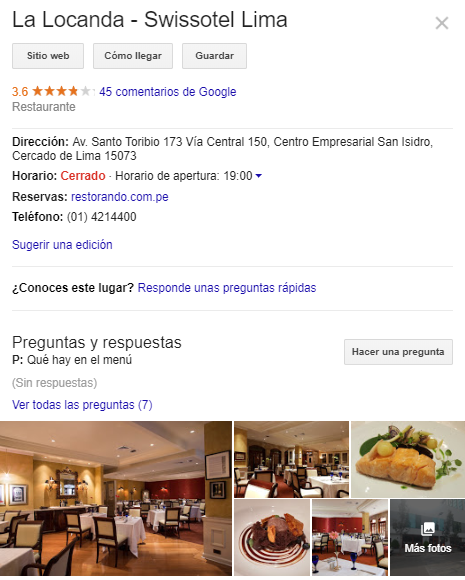 La Locanda - Swissotel Lima
Sitio web
Cómo llegar
Guardar
3.6 45 comentarios de Google
Restaurante
Dirección: Av. Santo Toribio 173 Vía Central 150, Centro Empresarial San Isidro,
Cercado de Lima 15073
Horario: Cerrado · Horario de apertura: 19:00
Reservas: restorando.com.pe
Teléfono: (01) 4214400
Sugerir una edición
¿Conoces este lugar? Responde unas preguntas rápidas
Preguntas y respuestas
Hacer una pregunta
P: Qué hay en el menú
(Sin respuestas)
Ver todas las preguntas (7)
Más fotos